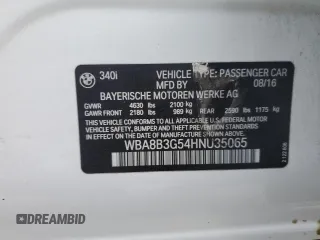 340i
VEHICLE TYPE: PASSENGER CAR
MFD BY
08/16
BAYERISCHE MOTOREN WERKE AG
GVWR 4630 lbs 2100 kg
GAWR FRONT 2180 lbs 989 kg GAWR REAR 2590 lbs 1175 kg
THIS VEHICLE CONFORMS TO ALL APPLICABLE
U.S. FEDERAL MOTOR VEHICLE SAFETY, BUMPER,
AND THEFT PREVENTION STANDARDS
IN EFFECT ON THE DATE OF MANUFACTURE
SHOWN ABOVE.
WBA8B3G54HNU35065